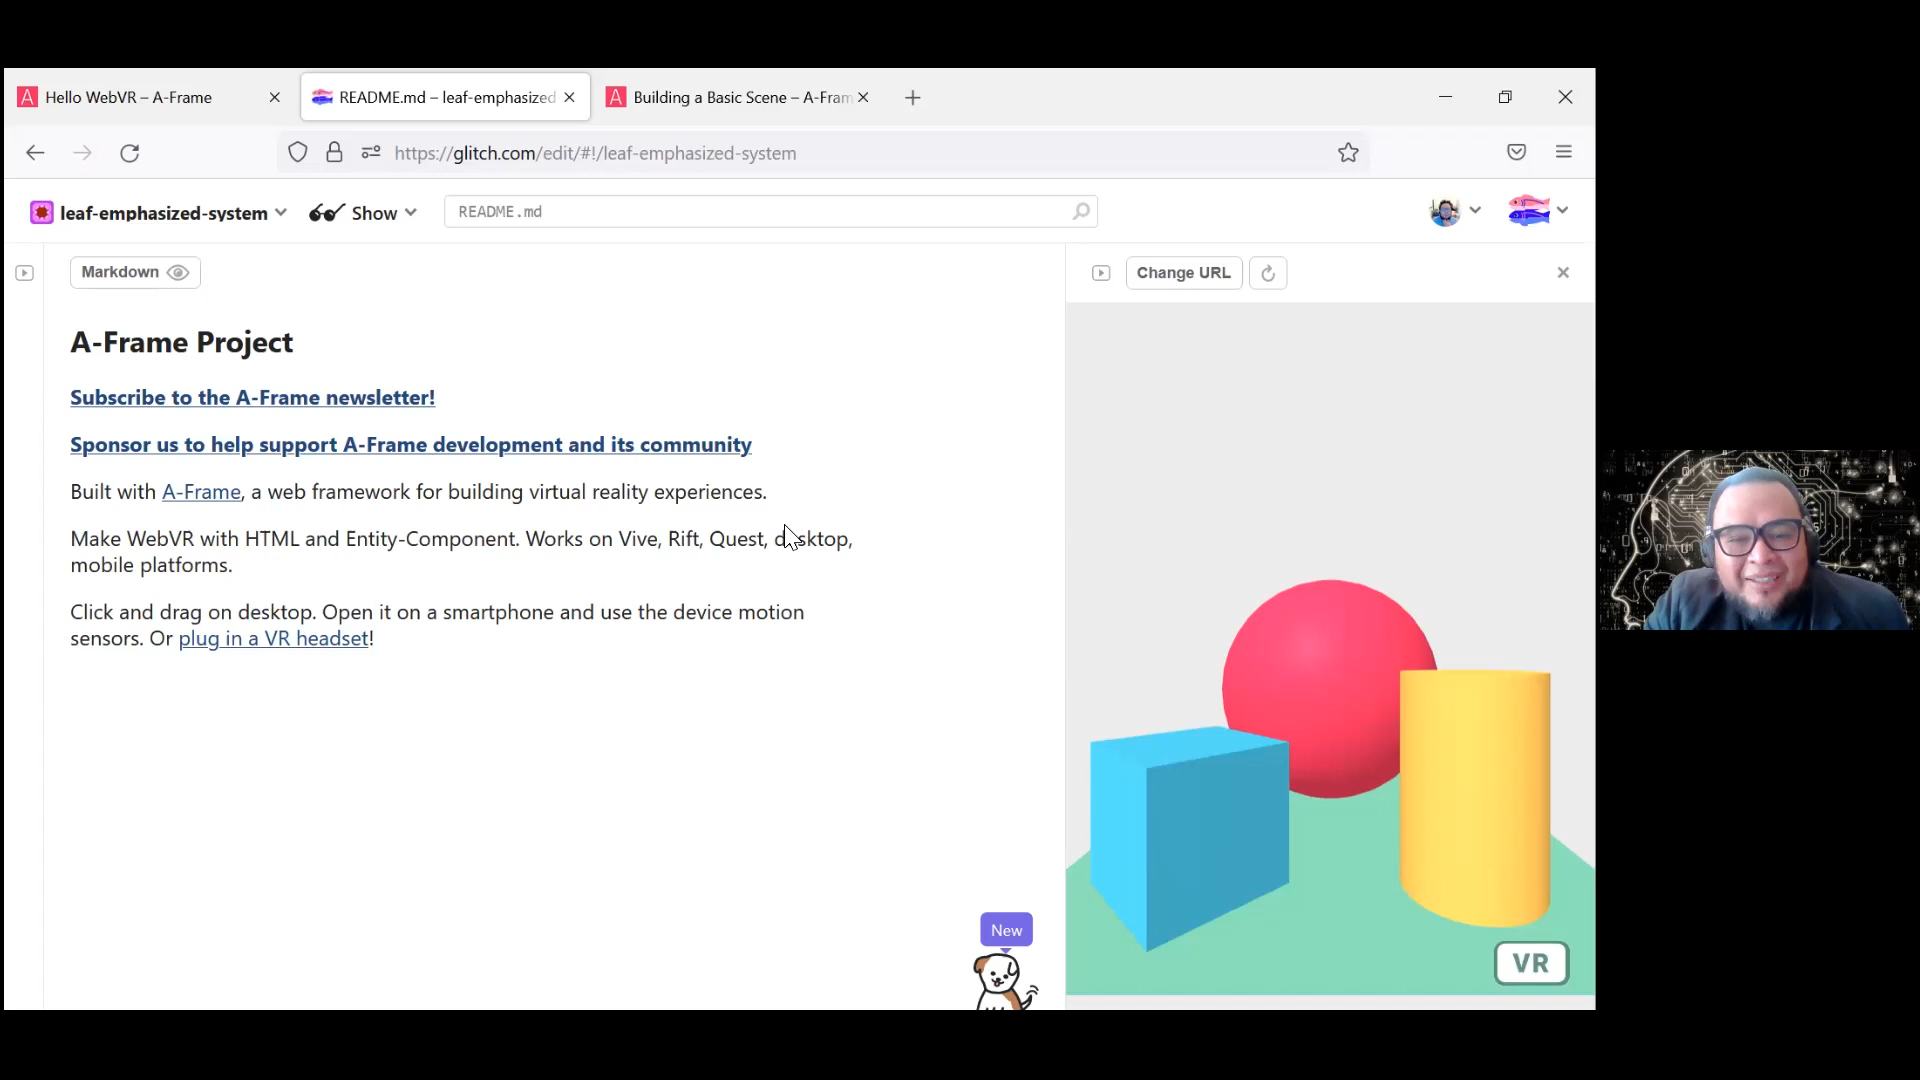 Hello WebVR – A-Frame
README.md – leaf-emphasized
Building a Basic Scene – A-Fram
https://glitch.com/edit/#!/leaf-emphasized-system
leaf-emphasized-system
Show
README.md
Markdown
Change URL
A-Frame Project
Subscribe to the A-Frame newsletter!
Sponsor us to help support A-Frame development and its community
Built with A-Frame, a web framework for building virtual reality experiences.
Make WebVR with HTML and Entity-Component. Works on Vive, Rift, Quest, desktop,
mobile platforms.
Click and drag on desktop. Open it on a smartphone and use the device motion
sensors. Or plug in a VR headset!
New
VR